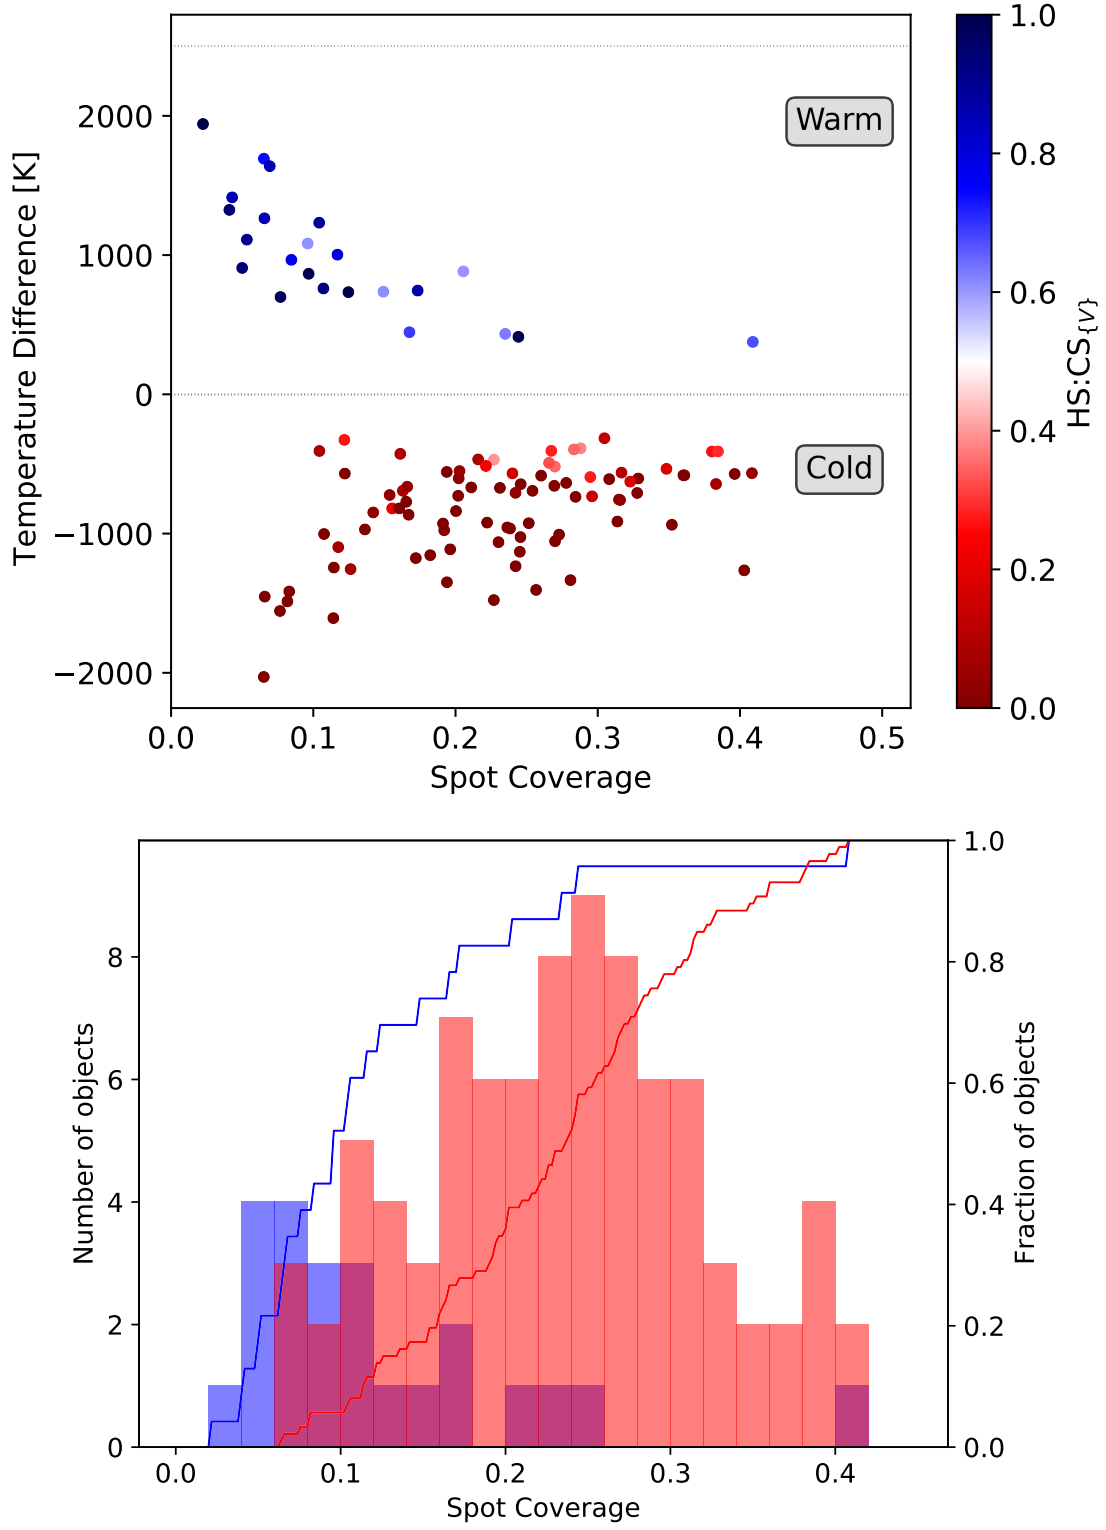 2000
1000
0
−1000
−2000
Temperature Difference [K]
Warm
Cold
0.0 0.1 0.2 0.3 0.4 0.5
Spot Coverage
1.0
0.8
0.6
0.4
0.2
0.0
HS:CS{V}
8
6
4
2
0
Number of objects
1.0
0.8
0.6
0.4
0.2
0.0
Fraction of objects
0.0 0.1 0.2 0.3 0.4
Spot Coverage